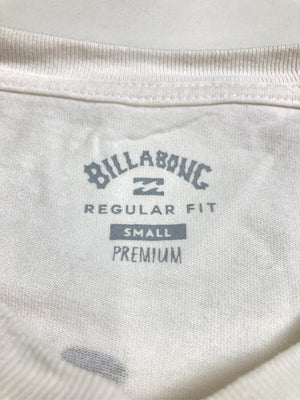 BILLABONG
REGULAR FIT
SMALL
PREMIUM